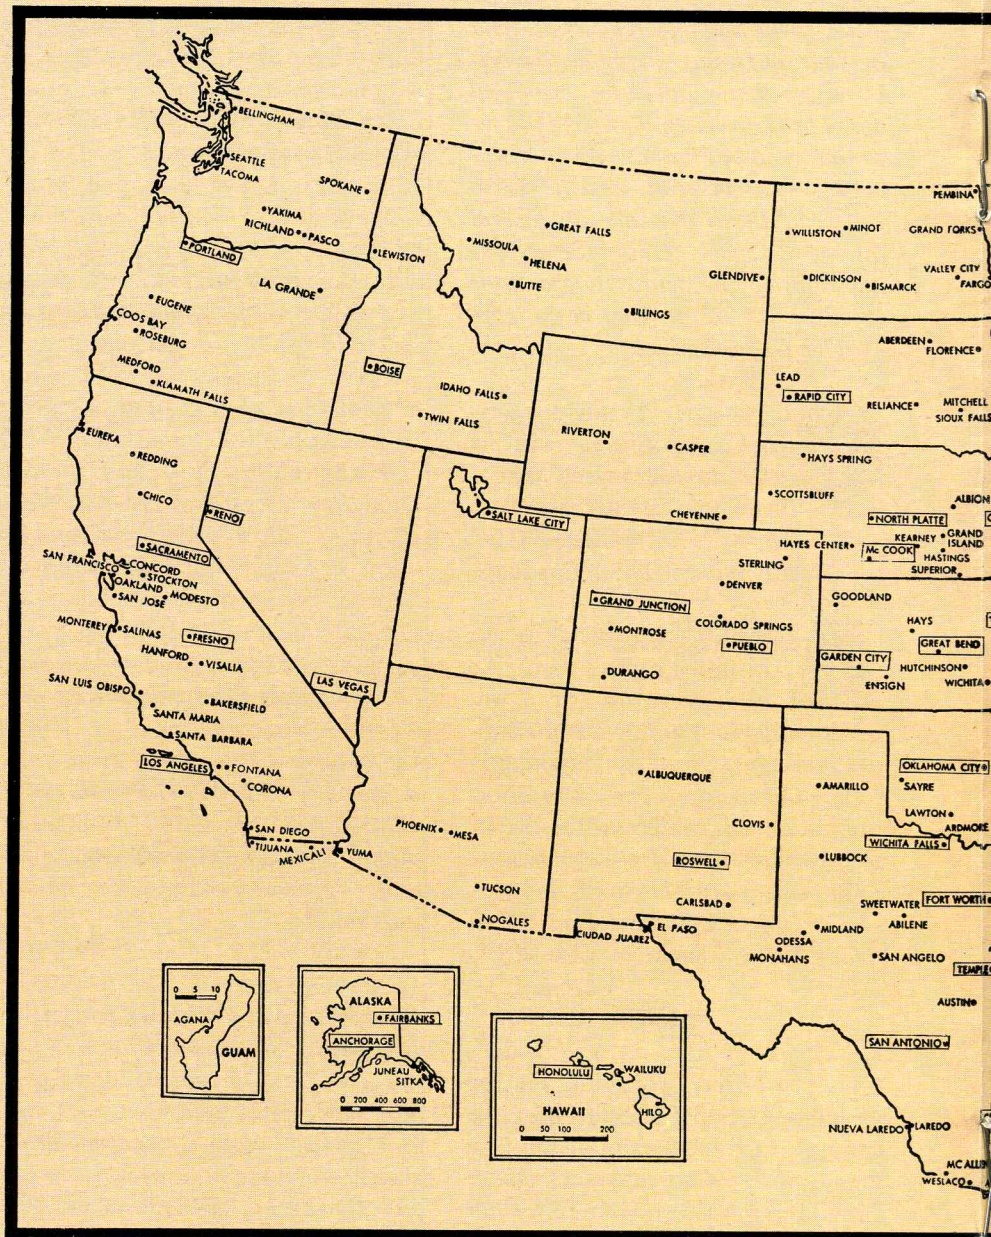 BELLINGHAM
SEATTLE
TACOMA
SPOKANE
YAKIMA
RICHLAND
PASCO
PORTLAND
LA GRANDE
EUGENE
COOS BAY
ROSEBURG
MEDFORD
KLAMATH FALLS
LEWISTON
BOISE
IDAHO FALLS
TWIN FALLS
GREAT FALLS
MISSOULA
HELENA
BUTTE
GLENDIVE
BILLINGS
RIVERTON
CASPER
CHEYENNE
PEMBINA
WILLISTON
MINOT
GRAND FORKS
DICKINSON
BISMARCK
VALLEY CITY
FARGO
ABERDEEN
FLORENCE
LEAD
RAPID CITY
RELIANCE
MITCHELL
SIOUX FALLS
HAYS SPRING
SCOTTSBLUFF
ALBION
NORTH PLATTE
KEARNEY
GRAND
ISLAND
HAYES CENTER
Mc COOK
HASTINGS
SUPERIOR
EUREKA
REDDING
CHICO
RENO
SACRAMENTO
SAN FRANCISCO
CONCORD
STOCKTON
OAKLAND
MODESTO
SAN JOSE
MONTEREY
SALINAS
FRESNO
HANFORD
VISALIA
SAN LUIS OBISPO
BAKERSFIELD
SANTA MARIA
SANTA BARBARA
LOS ANGELES
FONTANA
CORONA
SAN DIEGO
TIJUANA
MEXICALI
YUMA
LAS VEGAS
SALT LAKE CITY
STERLING
DENVER
GRAND JUNCTION
COLORADO SPRINGS
MONTROSE
PUEBLO
DURANGO
GOODLAND
HAYS
GREAT BEND
GARDEN CITY
HUTCHINSON
ENSIGN
WICHITA
PHOENIX
MESA
TUCSON
NOGALES
ALBUQUERQUE
CLOVIS
ROSWELL
CARLSBAD
CIUDAD JUAREZ
EL PASO
OKLAHOMA CITY
SAYRE
AMARILLO
LAWTON
ARDMORE
WICHITA FALLS
LUBBOCK
SWEETWATER
FORT WORTH
ABILENE
MIDLAND
ODESSA
MONAHANS
SAN ANGELO
TEMPLE
AUSTIN
SAN ANTONIO
NUEVA LAREDO
LAREDO
WESLACO
0 5 10
AGANA
GUAM
ALASKA
FAIRBANKS
ANCHORAGE
JUNEAU
SITKA
0 200 400 600 800
HONOLULU
WAILUKU
HAWAII
HILO
0 50 100 200